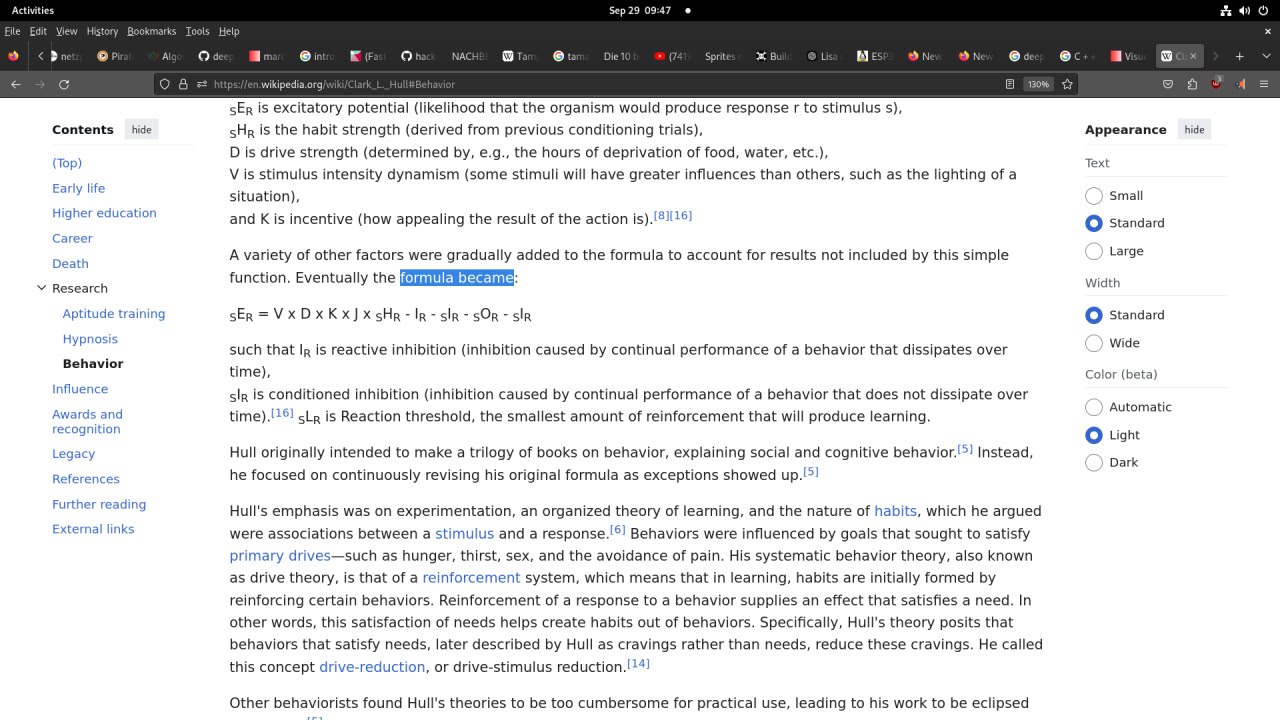 Activities
Sep 29 09:47
File Edit View History Bookmarks Tools Help
netzp
Pirat
Algo
deep
marc
intro
(Fast
hack
NACHB
Tam
tama
Die 10 b
(741
Sprites r
Build
Lisa
ESP3
New
New
deep
C +
Visue
https://en.wikipedia.org/wiki/Clark_L._Hull#Behavior
130%
3
Contents hide
(Top)
Early life
Higher education
Career
Death
Research
Aptitude training
Hypnosis
Behavior
Influence
Awards and
recognition
Legacy
References
Further reading
External links
SER is excitatory potential (likelihood that the organism would produce response r to stimulus s),
SHR is the habit strength (derived from previous conditioning trials),
D is drive strength (determined by, e.g., the hours of deprivation of food, water, etc.),
V is stimulus intensity dynamism (some stimuli will have greater influences than others, such as the lighting of a
situation),
and K is incentive (how appealing the result of the action is).[8][16]
A variety of other factors were gradually added to the formula to account for results not included by this simple
function. Eventually the formula became:
SER = V x D x K x J x SHR - IR - SIR - SOR - SIR
such that IR is reactive inhibition (inhibition caused by continual performance of a behavior that dissipates over
time),
SIR is conditioned inhibition (inhibition caused by continual performance of a behavior that does not dissipate over
time).[16] SLR is Reaction threshold, the smallest amount of reinforcement that will produce learning.
Hull originally intended to make a trilogy of books on behavior, explaining social and cognitive behavior.[5] Instead,
he focused on continuously revising his original formula as exceptions showed up.[5]
Hull's emphasis was on experimentation, an organized theory of learning, and the nature of habits, which he argued
were associations between a stimulus and a response.[6] Behaviors were influenced by goals that sought to satisfy
primary drives—such as hunger, thirst, sex, and the avoidance of pain. His systematic behavior theory, also known
as drive theory, is that of a reinforcement system, which means that in learning, habits are initially formed by
reinforcing certain behaviors. Reinforcement of a response to a behavior supplies an effect that satisfies a need. In
other words, this satisfaction of needs helps create habits out of behaviors. Specifically, Hull's theory posits that
behaviors that satisfy needs, later described by Hull as cravings rather than needs, reduce these cravings. He called
this concept drive-reduction, or drive-stimulus reduction.[14]
Other behaviorists found Hull's theories to be too cumbersome for practical use, leading to his work to be eclipsed
Appearance hide
Text
Small
Standard
Large
Width
Standard
Wide
Color (beta)
Automatic
Light
Dark